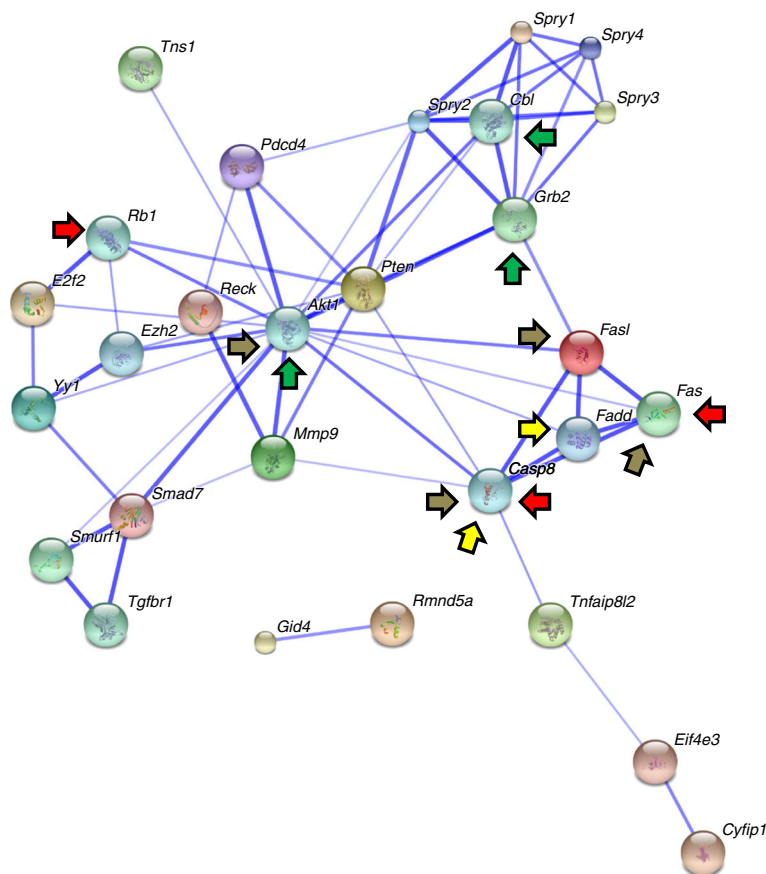 Spry1
Spry4
Tns1
Spry2
Cbl
Spry3
Pdcd4
Grb2
Rb1
Pten
E2f2
Reck
Akt1
Ezh2
Fasl
Yy1
Fas
Fadd
Mmp9
Casp8
Smad7
Smurf1
Tgfbr1
Gid4
Rmnd5a
Tnfaip8l2
Eif4e3
Cyfip1